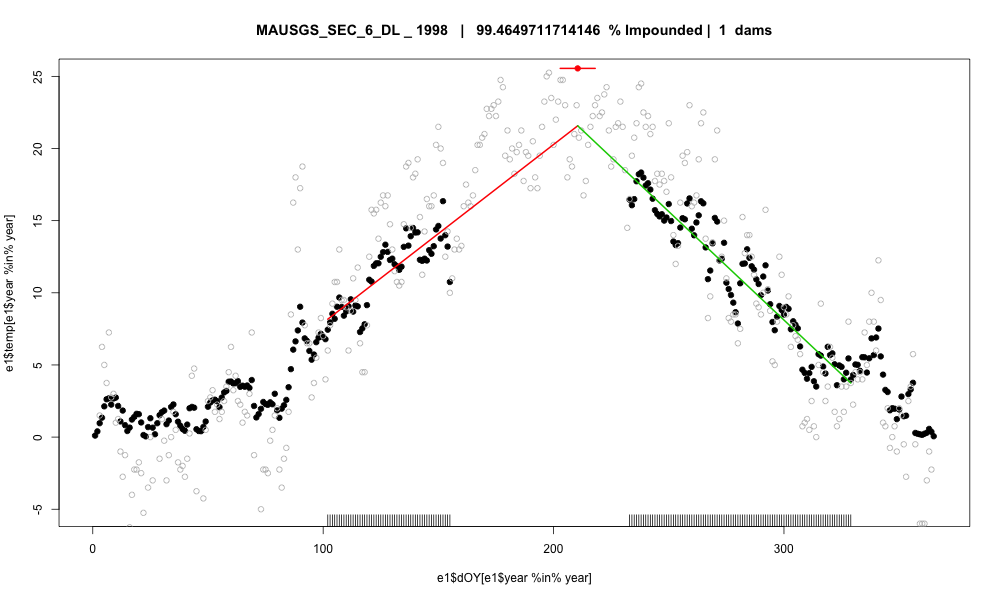 MAUSGS_SEC_6_DL _ 1998 | 99.4649711714146 % Impounded | 1 dams
25
20
15
10
5
0
-5
e1$temp[e1$year %in% year]
0 100 200 300
e1$dOY[e1$year %in% year]